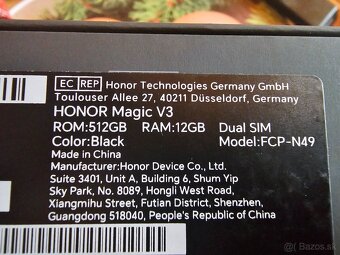 EC REP Honor Technologies Germany GmbH
Toulouser Allee 27, 40211 Düsseldorf, Germany
HONOR Magic V3
ROM:512GB RAM:12GB Dual SIM
Color:Black Model:FCP-N49
Made in China
Manufacturer: Honor Device Co., Ltd.
Suite 3401, Unit A, Building 6, Shum Yip
Sky Park, No. 8089, Hongli West Road,
Xiangmihu Street, Futian District, Shenzhen,
Guangdong 518040, People's Republic of China
Bazos.sk